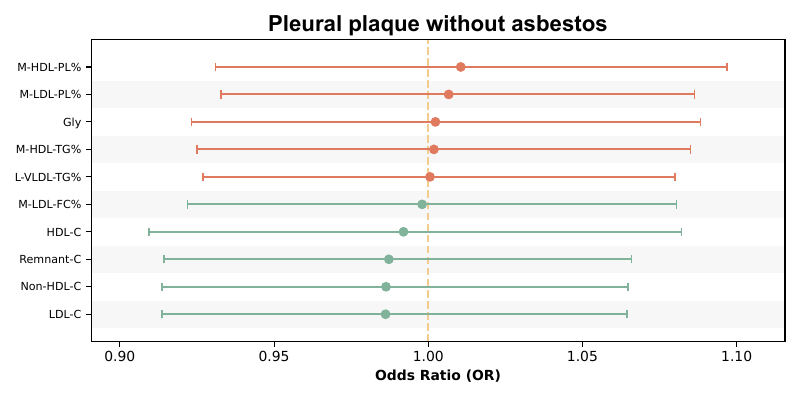 Pleural plaque without asbestos
M-HDL-PL%
M-LDL-PL%
Gly
M-HDL-TG%
L-VLDL-TG%
M-LDL-FC%
HDL-C
Remnant-C
Non-HDL-C
LDL-C
0.90 0.95 1.00 1.05 1.10
Odds Ratio (OR)